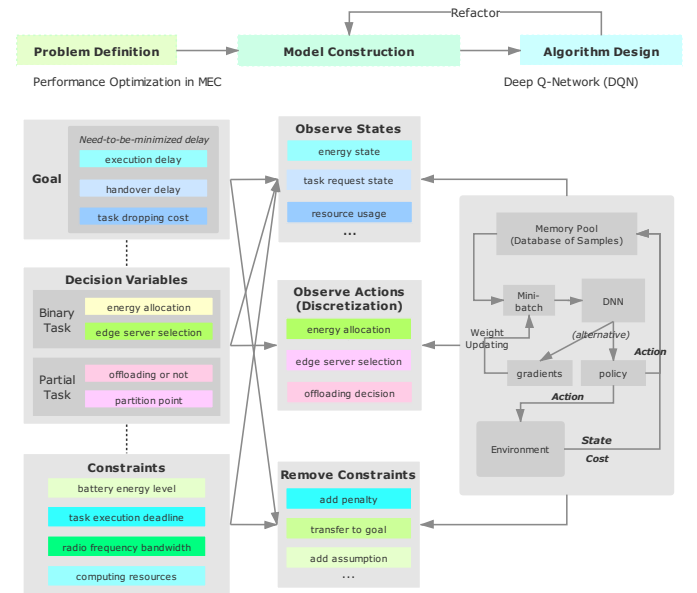 Refactor
Problem Definition
Model Construction
Algorithm Design
Performance Optimization in MEC
Deep Q-Network (DQN)
Goal
Need-to-be-minimized delay
execution delay
handover delay
task dropping cost
Decision Variables
Binary
Task
energy allocation
edge server selection
Partial
Task
offloading or not
partition point
Constraints
battery energy level
task execution deadline
radio frequency bandwidth
computing resources
Observe States
energy state
task request state
resource usage
...
Observe Actions
(Discretization)
energy allocation
edge server selection
offloading decision
Remove Constraints
add penalty
transfer to goal
add assumption
...
Memory Pool
(Database of Samples)
Mini-
batch
DNN
Weight
Updating
(alternative)
gradients
policy
Action
Action
Environment
State
Cost